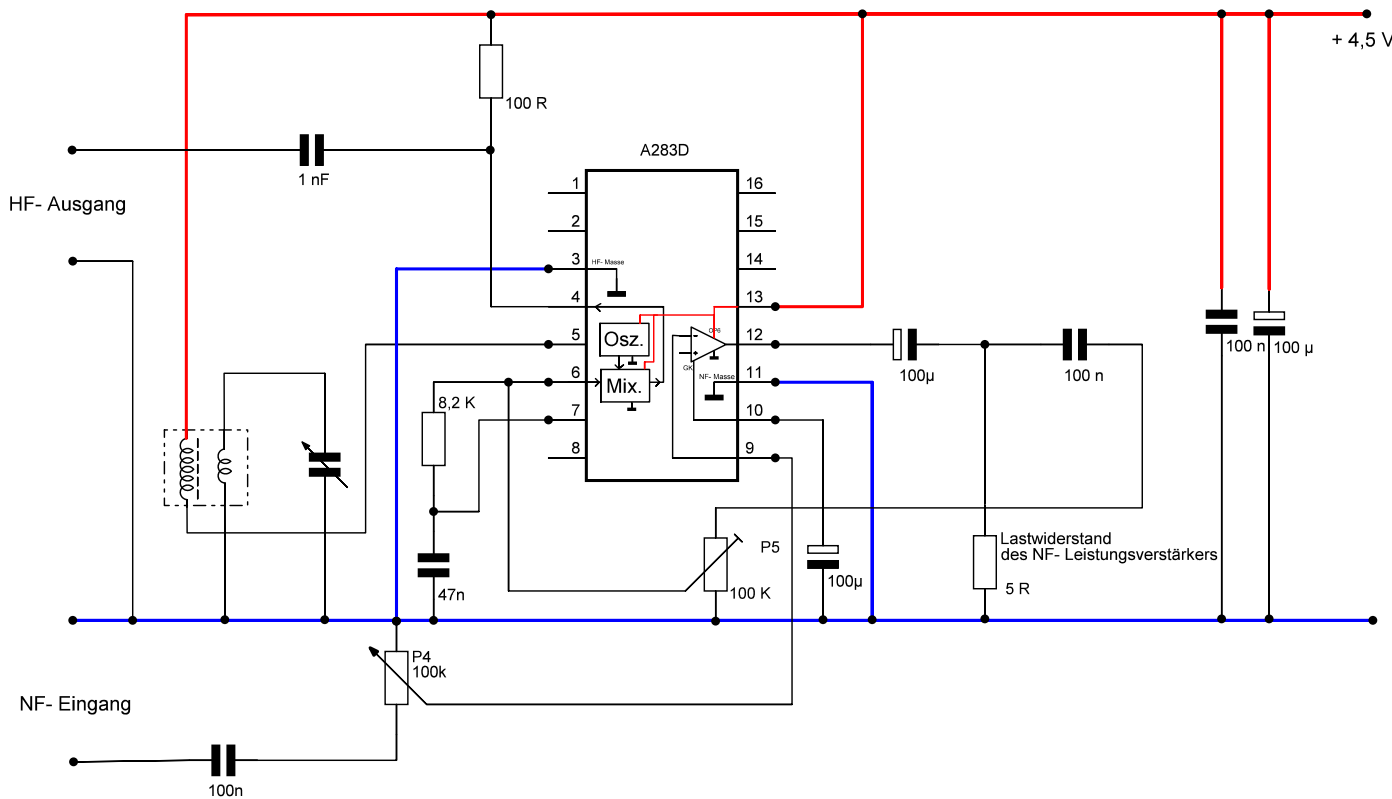 + 4,5 V
100 R
1 nF
HF- Ausgang
A283D
1
2
3
4
5
6
7
8
16
15
14
13
12
11
10
9
HF- Masse
Osz.
Mix.
OP6
GK
NF- Masse
8,2 K
47n
100µ
100 n
100 n
100 µ
P5
100 K
100µ
Lastwiderstand
des NF- Leistungsverstärkers
5 R
P4
100k
NF- Eingang
100n